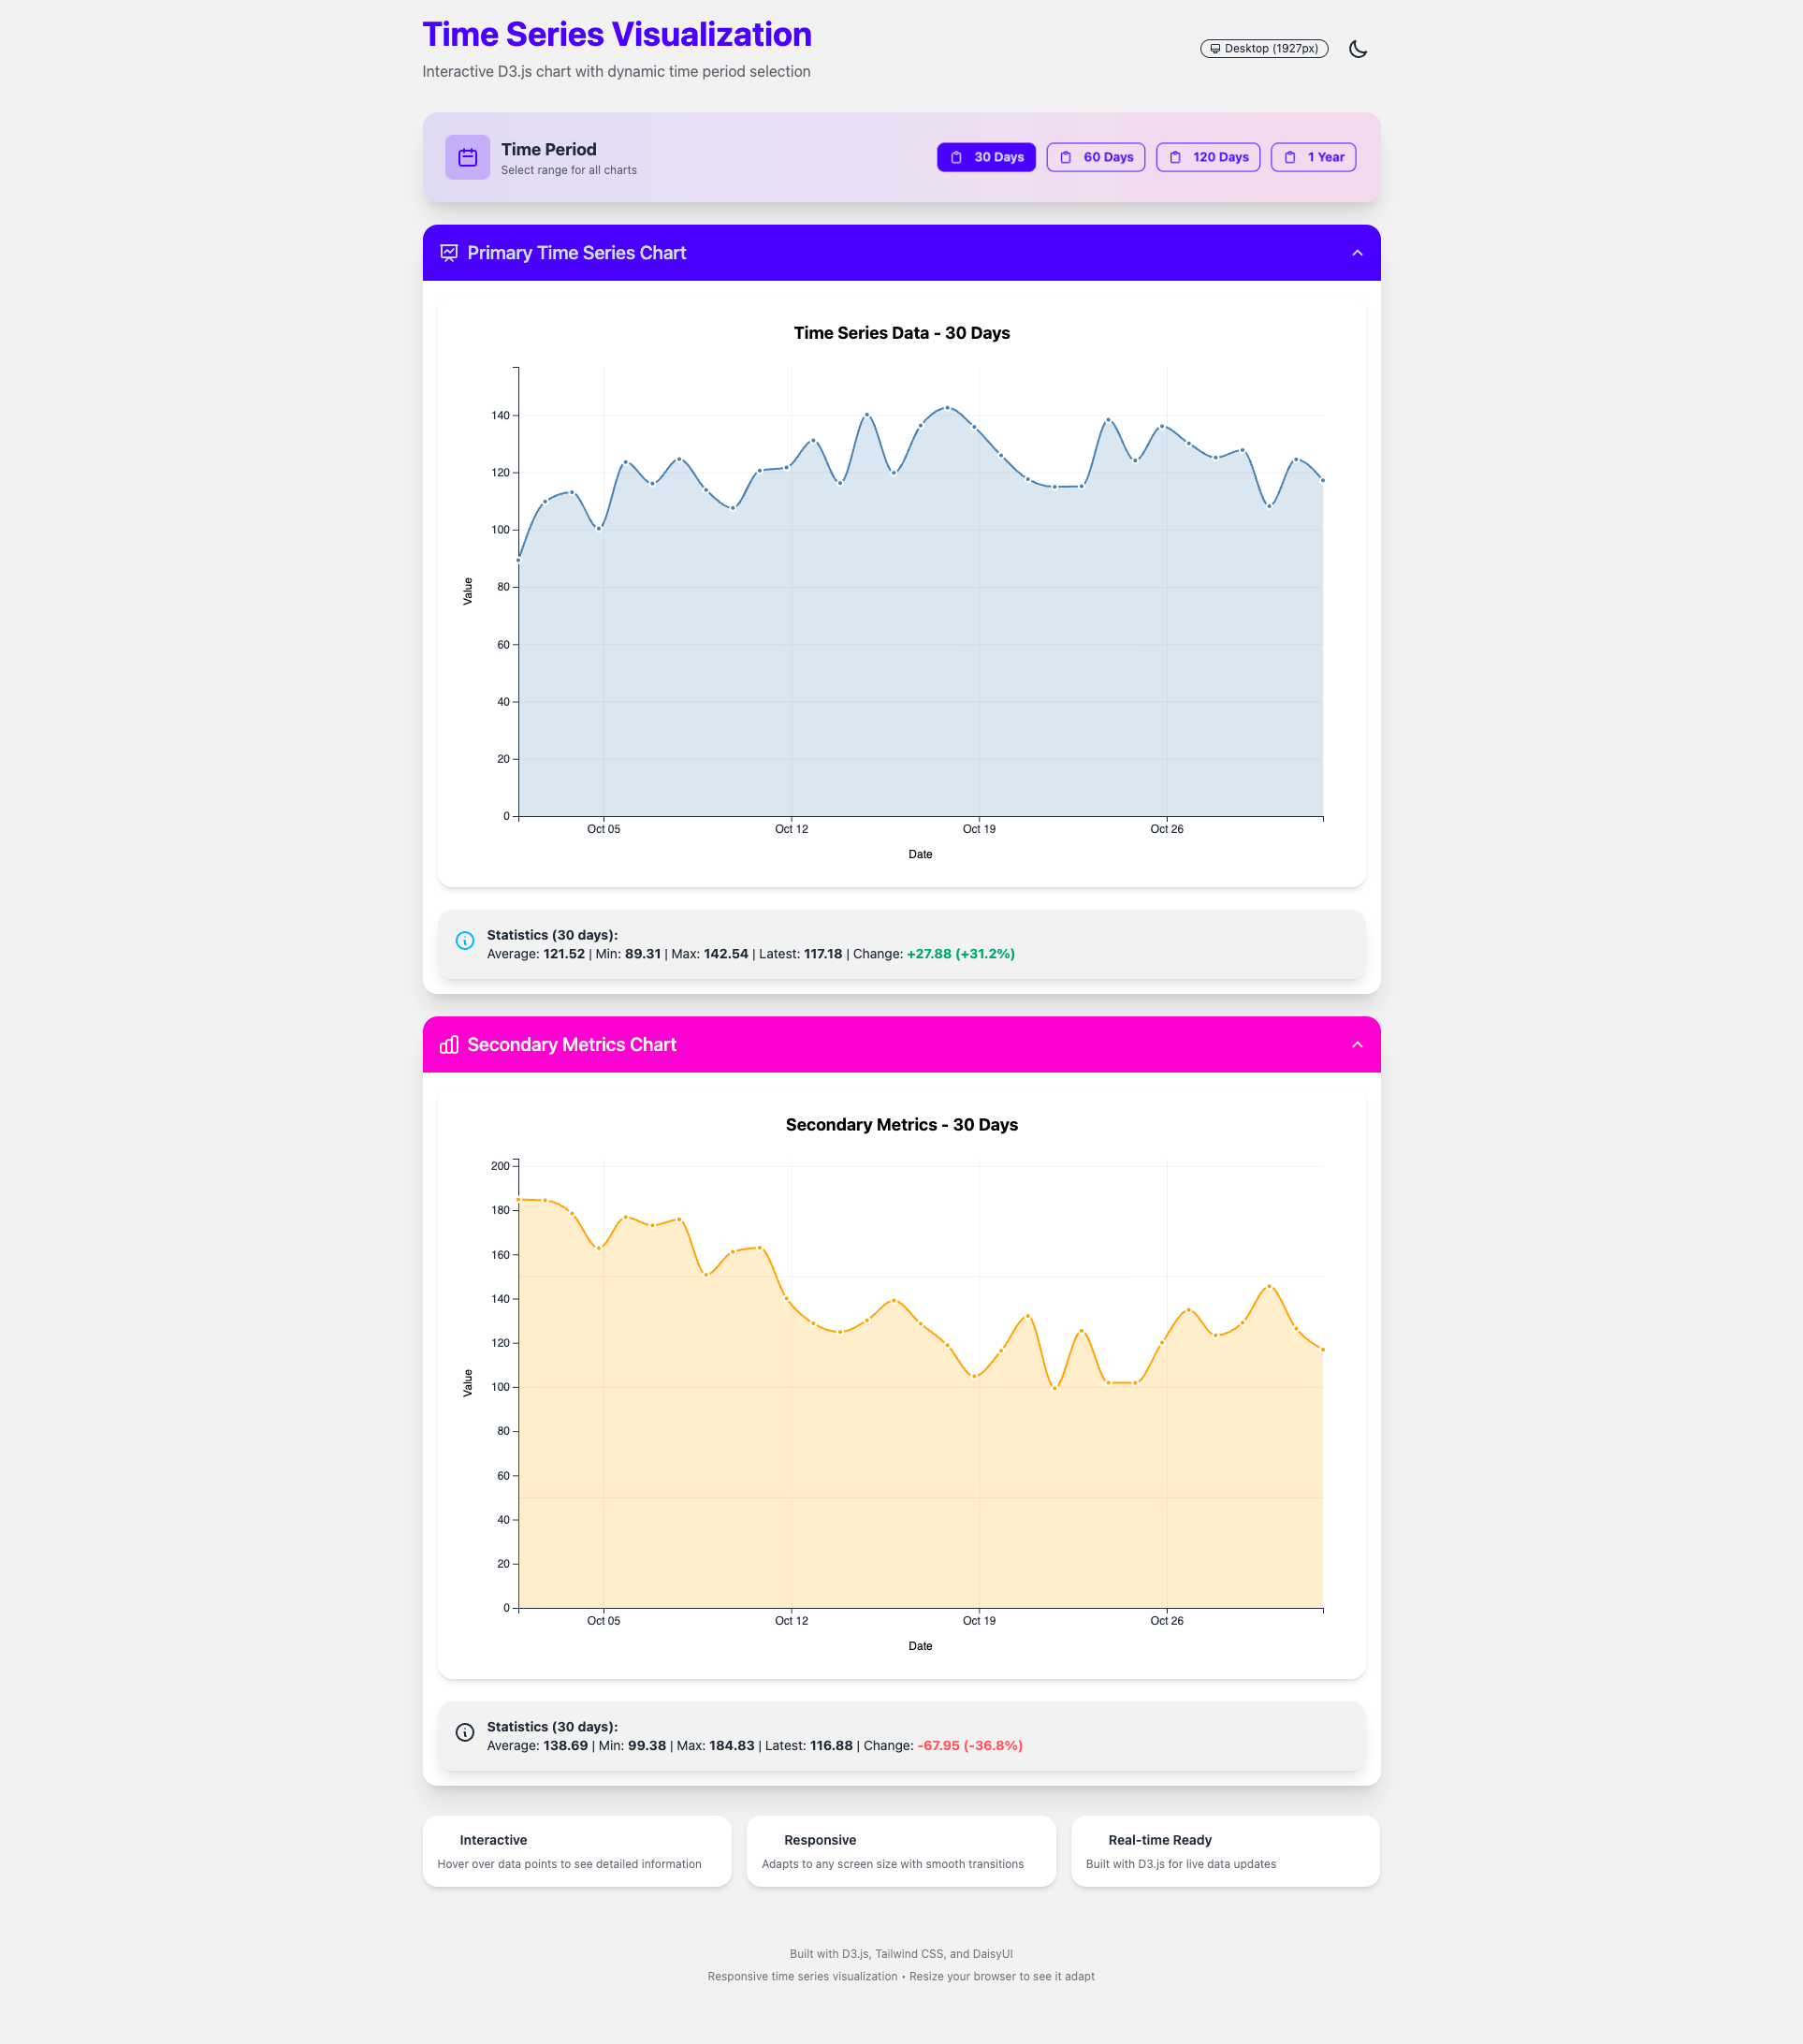 Time Series Visualization
Interactive D3.js chart with dynamic time period selection
Desktop (1927px)
Time Period
Select range for all charts
30 Days
60 Days
120 Days
1 Year
Primary Time Series Chart
Time Series Data - 30 Days
140
120
100
80
60
40
20
0
Value
Oct 05
Oct 12
Oct 19
Oct 26
Date
Statistics (30 days):
Average: 121.52 | Min: 89.31 | Max: 142.54 | Latest: 117.18 | Change: +27.88 (+31.2%)
Secondary Metrics Chart
Secondary Metrics - 30 Days
200
180
160
140
120
100
80
60
40
20
0
Value
Oct 05
Oct 12
Oct 19
Oct 26
Date
Statistics (30 days):
Average: 138.69 | Min: 99.38 | Max: 184.83 | Latest: 116.88 | Change: -67.95 (-36.8%)
Interactive
Hover over data points to see detailed information
Responsive
Adapts to any screen size with smooth transitions
Real-time Ready
Built with D3.js for live data updates
Built with D3.js, Tailwind CSS, and DaisyUI
Responsive time series visualization • Resize your browser to see it adapt